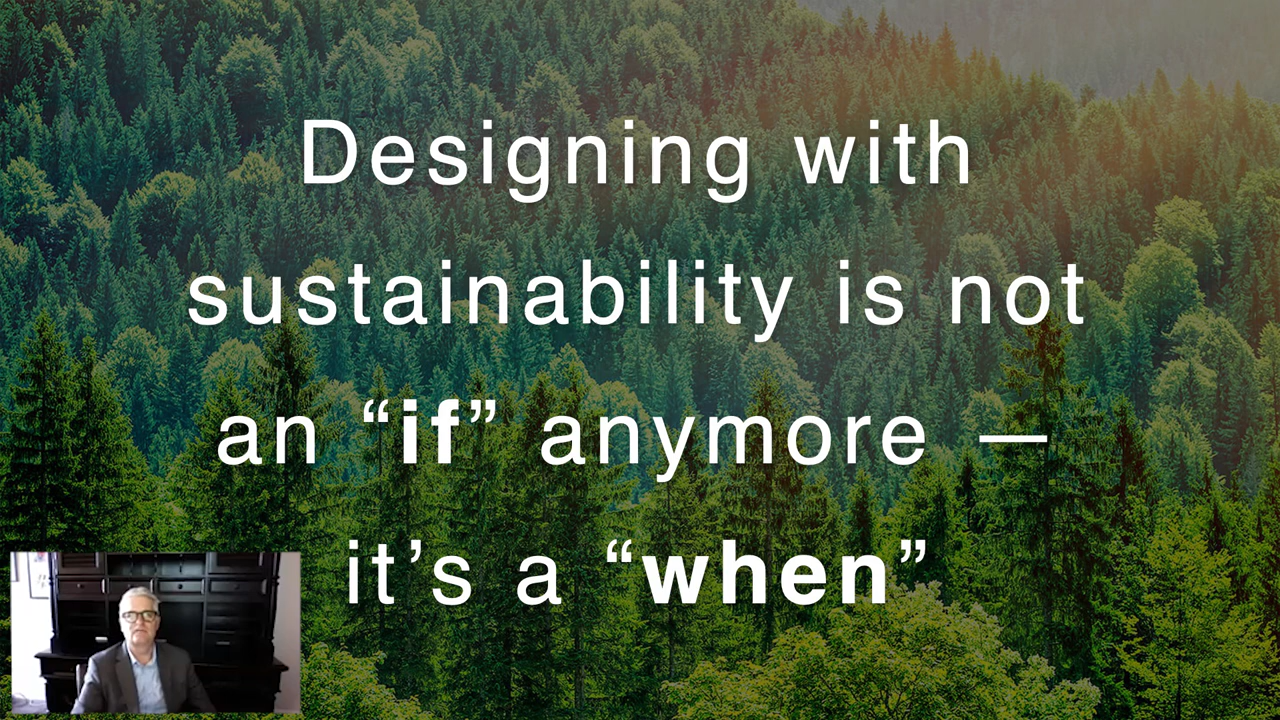 Designing with
sustainability is not
an “if” anymore —
it’s a “when”